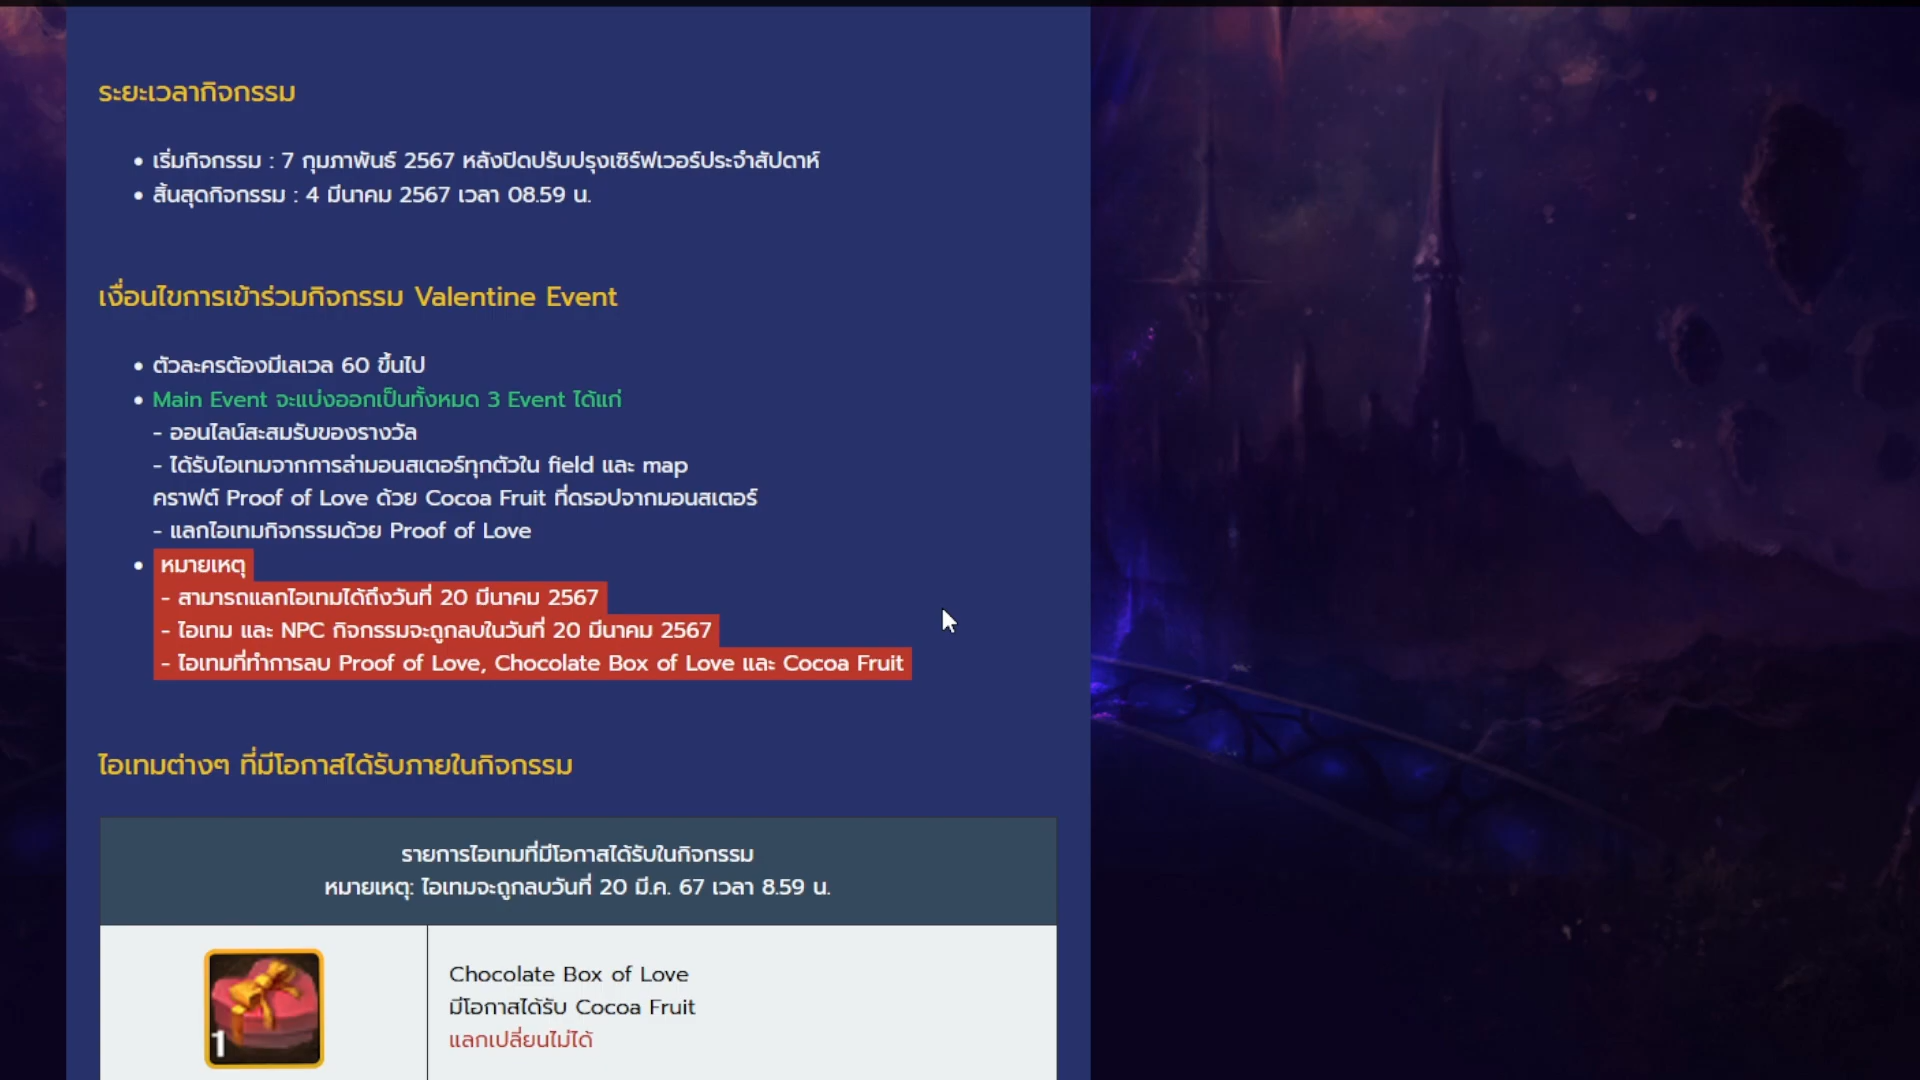 ระยะเวลากิจกรรม
เริ่มกิจกรรม : 7 กุมภาพันธ์ 2567 หลังปิดปรับปรุงเซิร์ฟเวอร์ประจำสัปดาห์
สิ้นสุดกิจกรรม : 4 มีนาคม 2567 เวลา 08.59 น.
เงื่อนไขการเข้าร่วมกิจกรรม Valentine Event
ตัวละครต้องมีเลเวล 60 ขึ้นไป
Main Event จะแบ่งออกเป็นทั้งหมด 3 Event ได้แก่
- ออนไลน์สะสมรับของรางวัล
- ได้รับไอเทมจากการล่ามอนสเตอร์ทุกตัวใน field และ map
คราฟต์ Proof of Love ด้วย Cocoa Fruit ที่ดรอปจากมอนสเตอร์
- แลกไอเทมกิจกรรมด้วย Proof of Love
หมายเหตุ
- สามารถแลกไอเทมได้ถึงวันที่ 20 มีนาคม 2567
- ไอเทม และ NPC กิจกรรมจะถูกลบในวันที่ 20 มีนาคม 2567
- ไอเทมที่ทำการลบ Proof of Love, Chocolate Box of Love และ Cocoa Fruit
ไอเทมต่างๆ ที่มีโอกาสได้รับภายในกิจกรรม
รายการไอเทมที่มีโอกาสได้รับในกิจกรรม
หมายเหตุ: ไอเทมจะถูกลบวันที่ 20 มี.ค. 67 เวลา 8.59 น.
1
Chocolate Box of Love
มีโอกาสได้รับ Cocoa Fruit
แลกเปลี่ยนไม่ได้